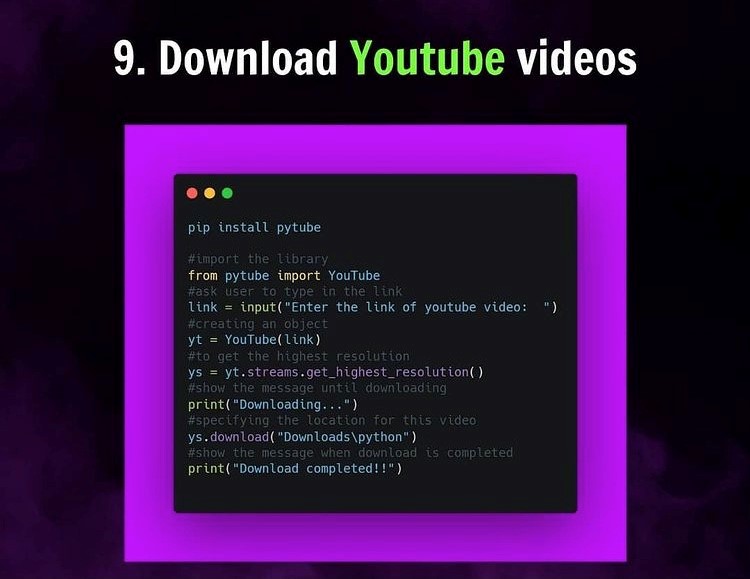 9. Download Youtube videos
pip install pytube
#import the library
from pytube import YouTube
#ask user to type in the link
link = input("Enter the link of youtube video:  ")
#creating an object
yt = YouTube(link)
#to get the highest resolution
ys = yt.streams.get_highest_resolution()
#show the message until downloading
print("Downloading...")
#specifying the location for this video
ys.download("Downloads\python")
#show the message when download is completed
print("Download completed!!")